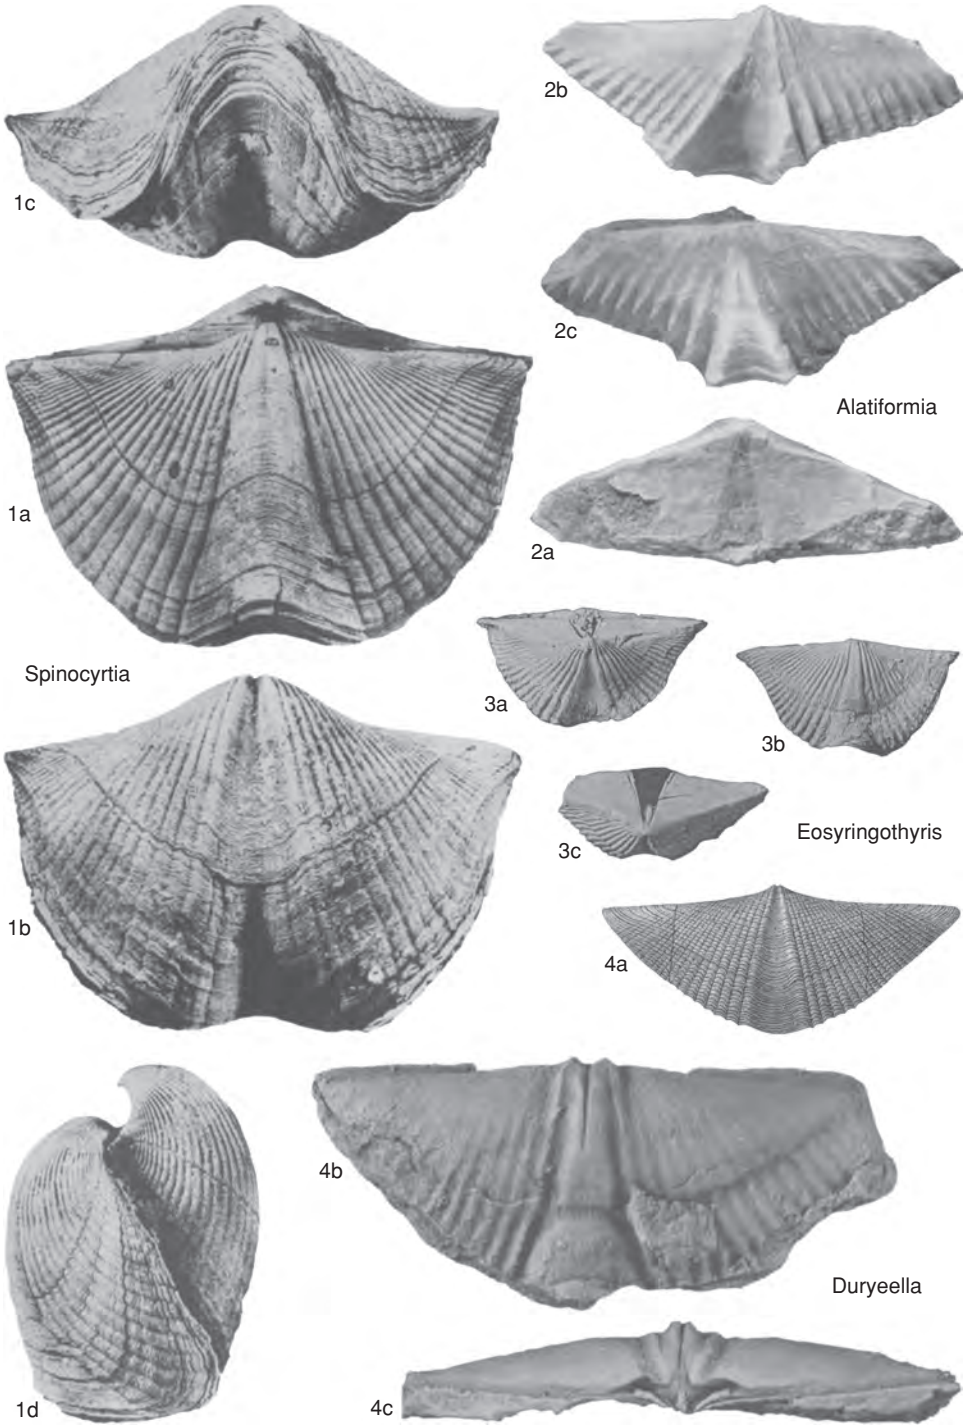 1c
2b
2c
Alatiformia
1a
2a
Spinocyrtia
3a
3b
3c
Eosyringothyris
1b
4a
4b
Duryeella
1d
4c